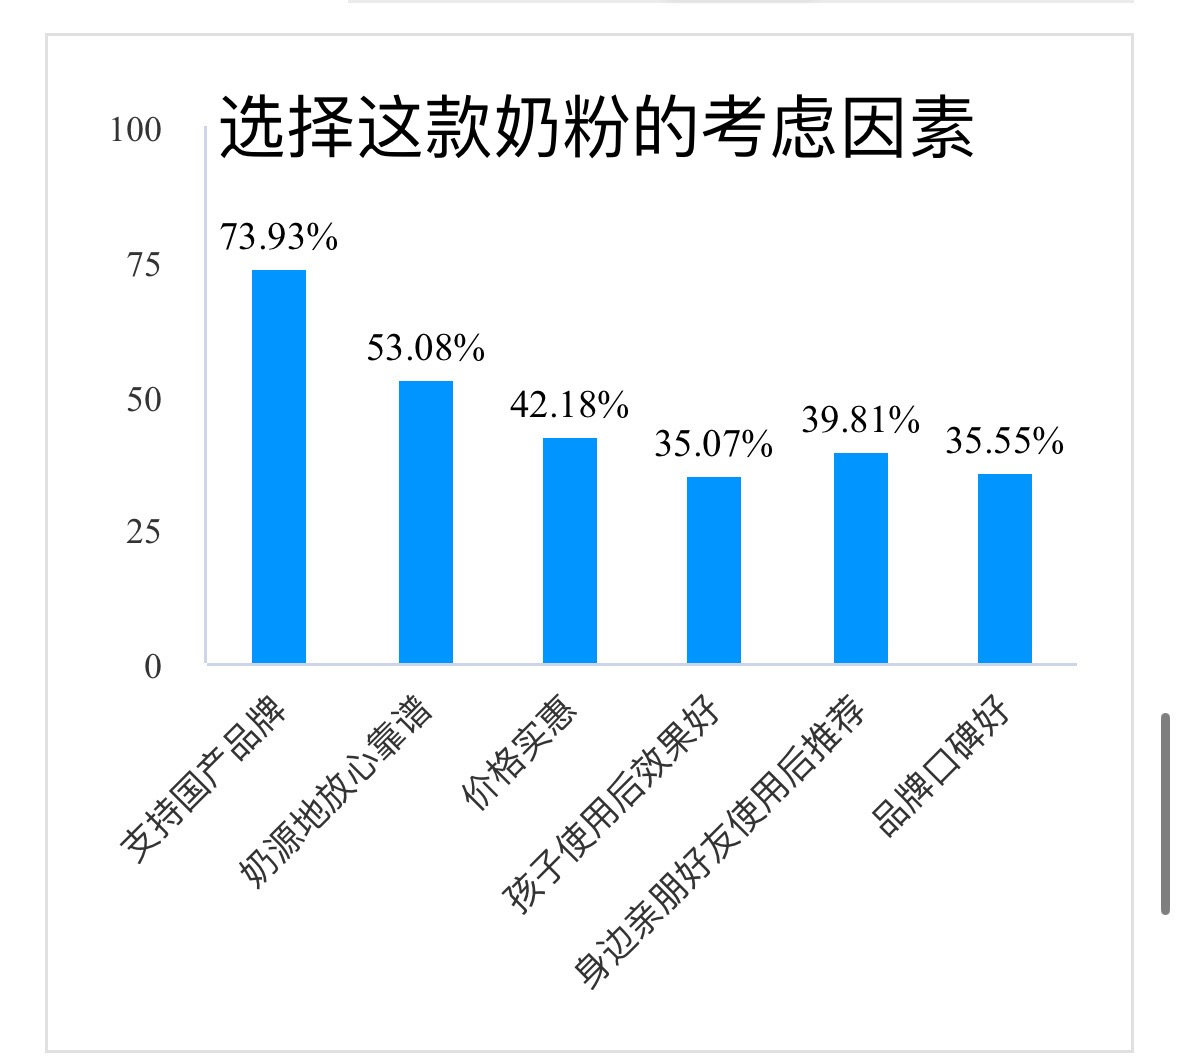 选择这款奶粉的考虑因素
100
75
50
25
0
73.93%
53.08%
42.18%
35.07%
39.81%
35.55%
支持国产品牌
奶源地放心靠谱
价格实惠
孩子使用后效果好
身边亲朋好友使用后推荐
品牌口碑好